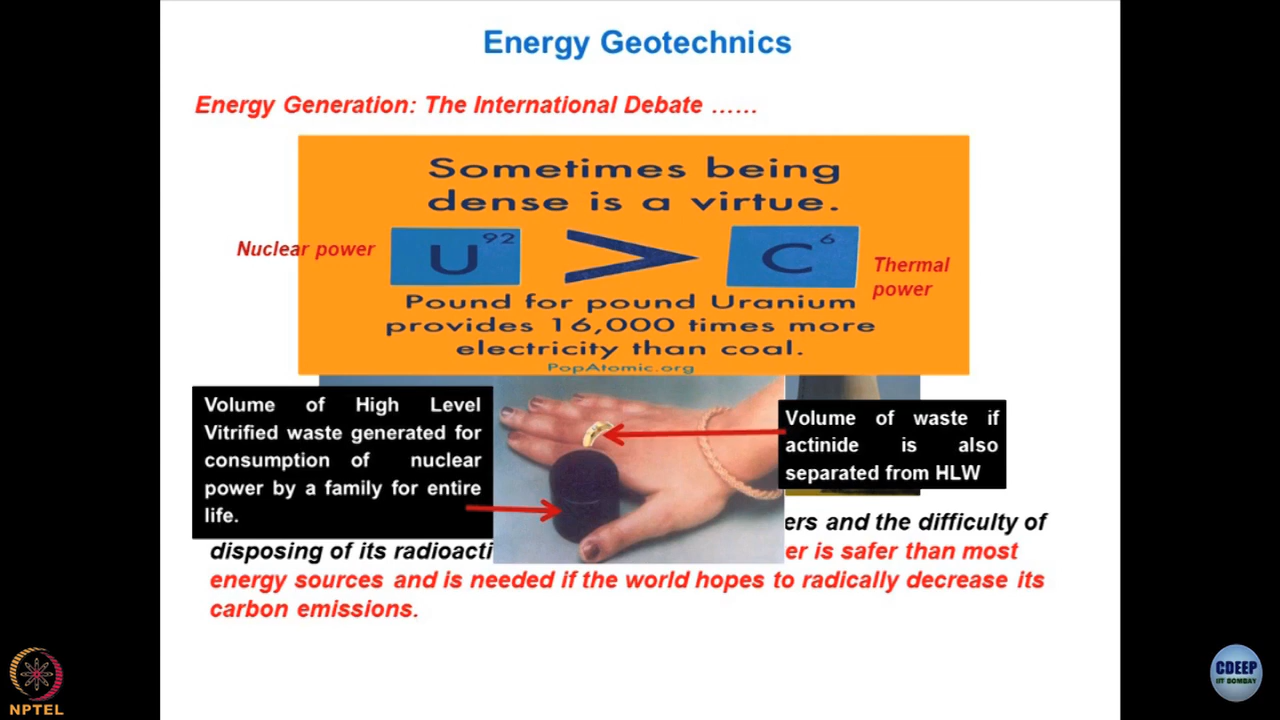 Energy Geotechnics
Energy Generation: The International Debate ……
Sometimes being
dense is a virtue.
Nuclear power
U 92 > C 6
Thermal
power
Pound for pound Uranium
provides 16,000 times more
electricity than coal.
PopAtomic.org
Volume of High Level
Vitrified waste generated for
consumption of nuclear
power by a family for entire
life.
Volume of waste if
actinide is also
separated from HLW
and the difficulty of
disposing of its is safer than most
energy sources and is needed if the world hopes to radically decrease its
carbon emissions.
NPTEL
CDEEP
IIT BOMBAY